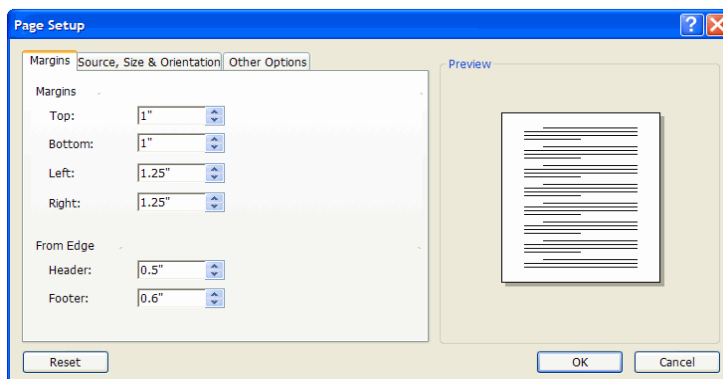 Page Setup
Margins Source, Size & Orientation Other Options
Margins
Top: 1"
Bottom: 1"
Left: 1.25"
Right: 1.25"
From Edge
Header: 0.5"
Footer: 0.6"
Preview
Reset OK Cancel